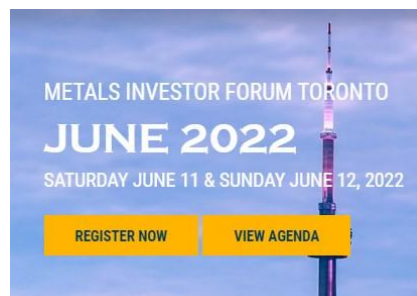 METALS INVESTOR FORUM TORONTO
JUNE 2022
SATURDAY JUNE 11 & SUNDAY JUNE 12, 2022
REGISTER NOW
VIEW AGENDA